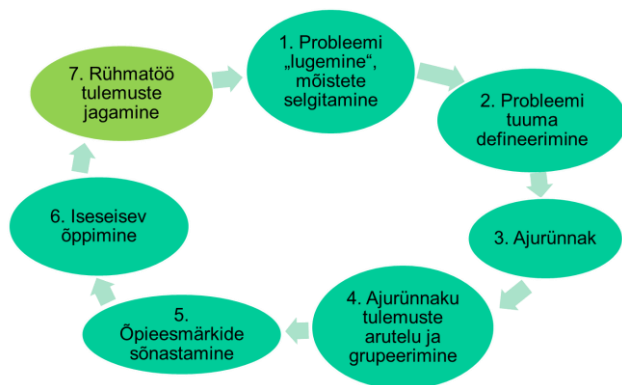 1. Probleemi
„lugemine“,
mõistete
selgitamine
2. Probleemi
tuuma
defineerimine
3. Ajurünnak
4. Ajurünnaku
tulemuste
arutelu ja
grupeerimine
5.
Õpieesmärkide
sõnastamine
6. Iseseisev
õppimine
7. Rühmatöö
tulemuste
jagamine